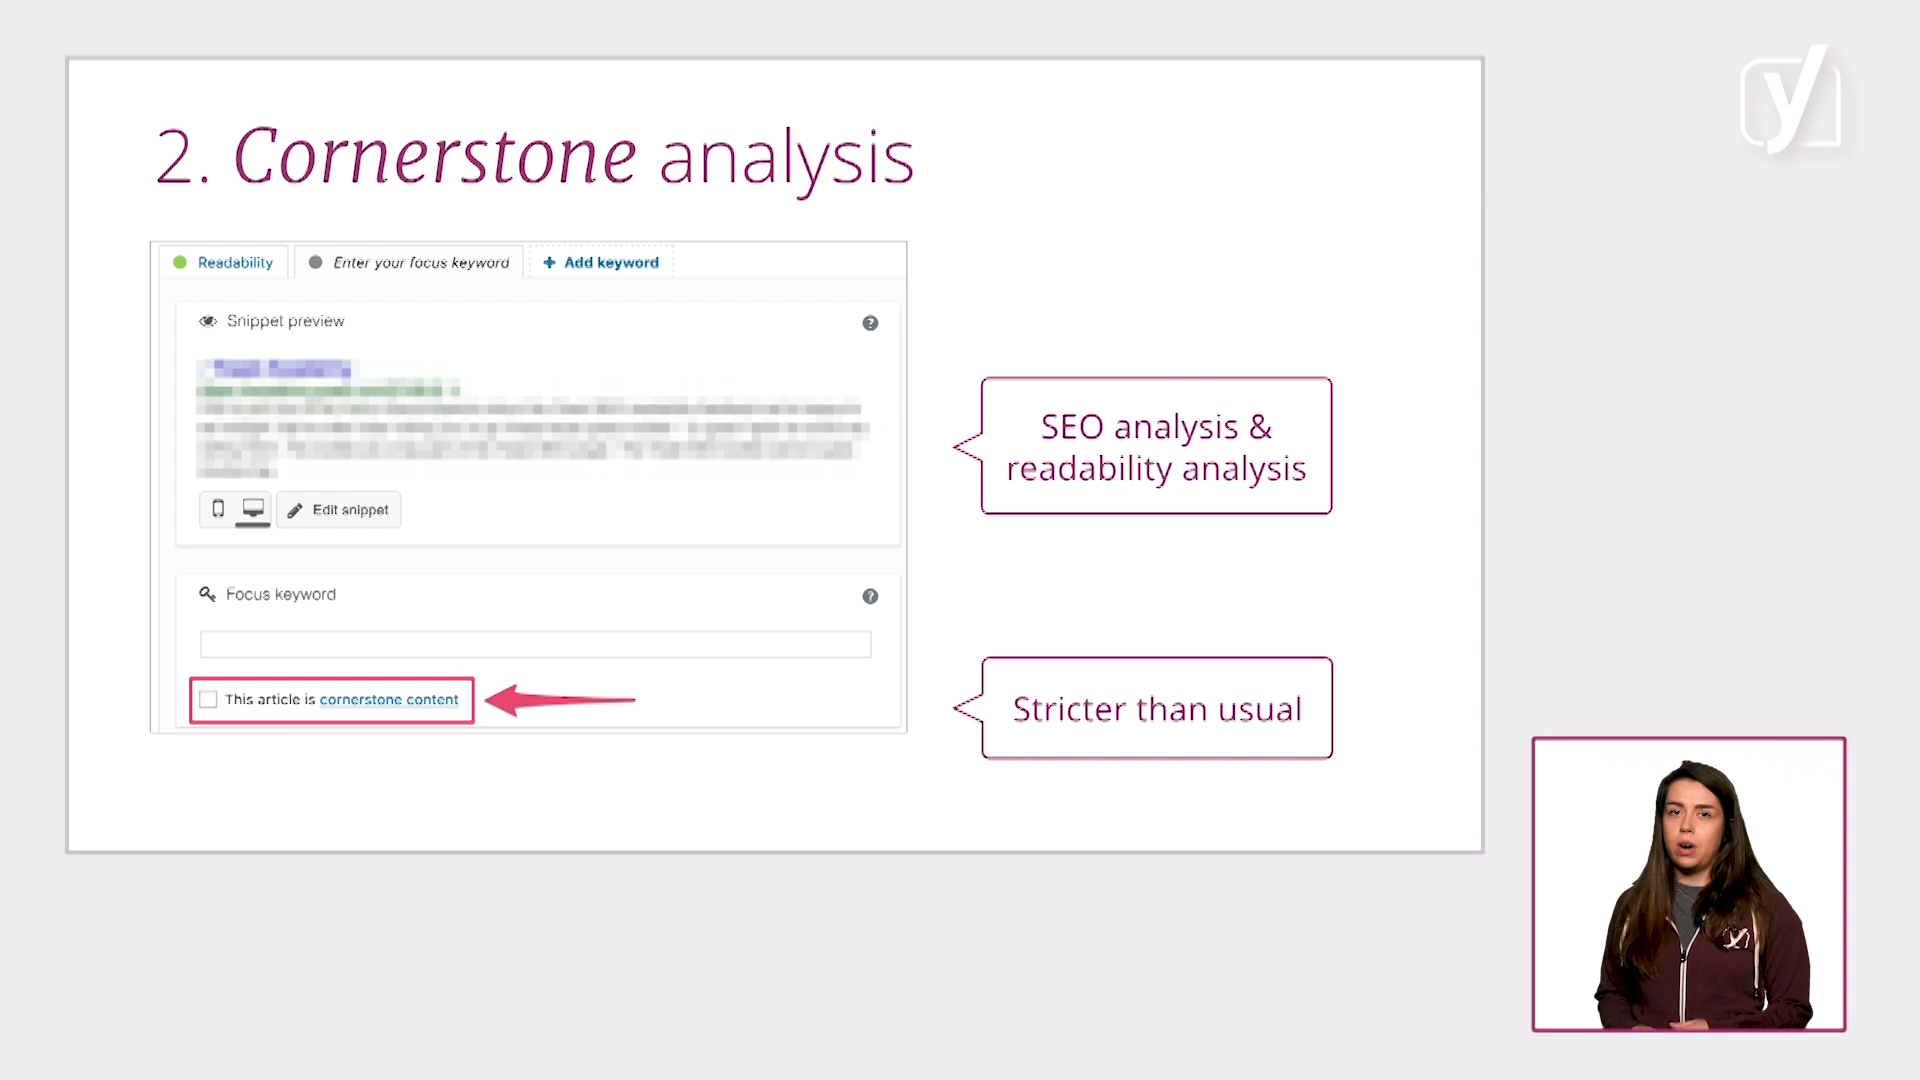 2. Cornerstone analysis
Readability
Enter your focus keyword
+ Add keyword
Snippet preview
?
Edit snippet
Focus keyword
?
This article is cornerstone content
SEO analysis &
readability analysis
Stricter than usual
y
y